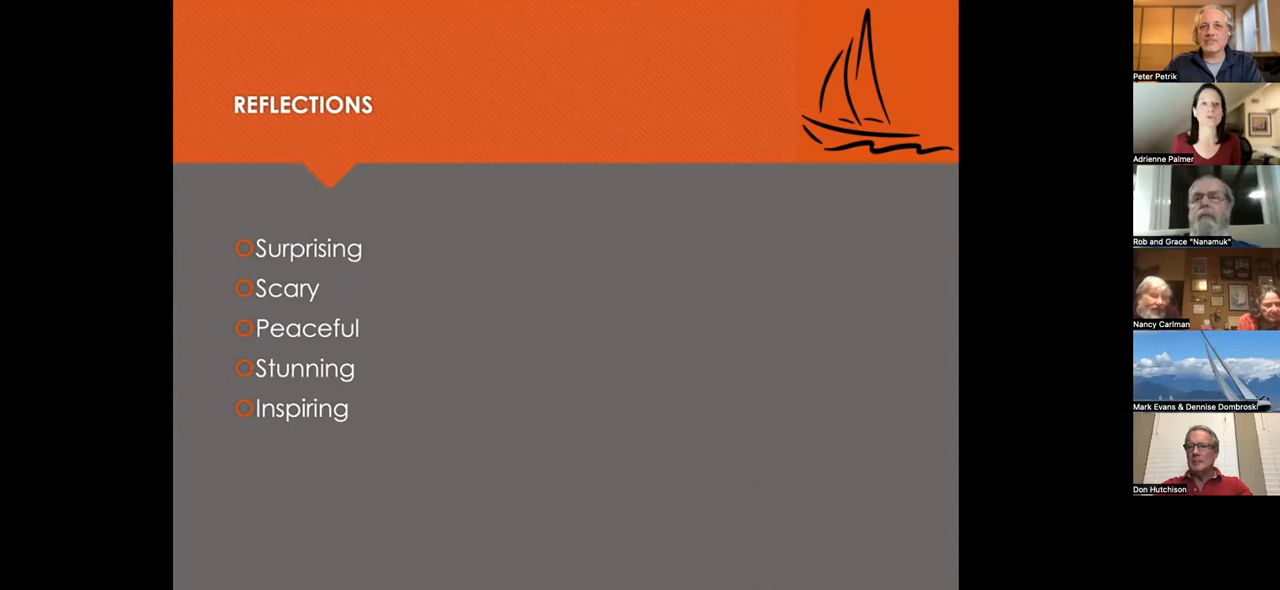 REFLECTIONS
Surprising
Scary
Peaceful
Stunning
Inspiring
Peter Petrik
Adrienne Palmer
Rob and Grace "Nanamuk"
Nancy Carlman
Mark Evans & Dennise Dombroski
Don Hutchison